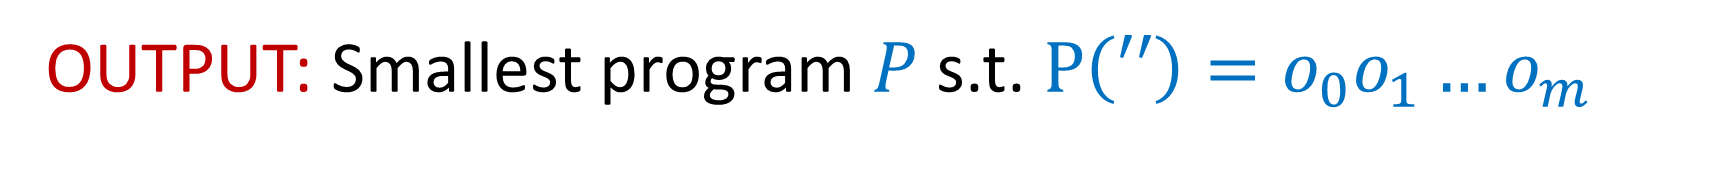 OUTPUT: Smallest program P s.t. P(′′) = o₀o₁ … oₘ